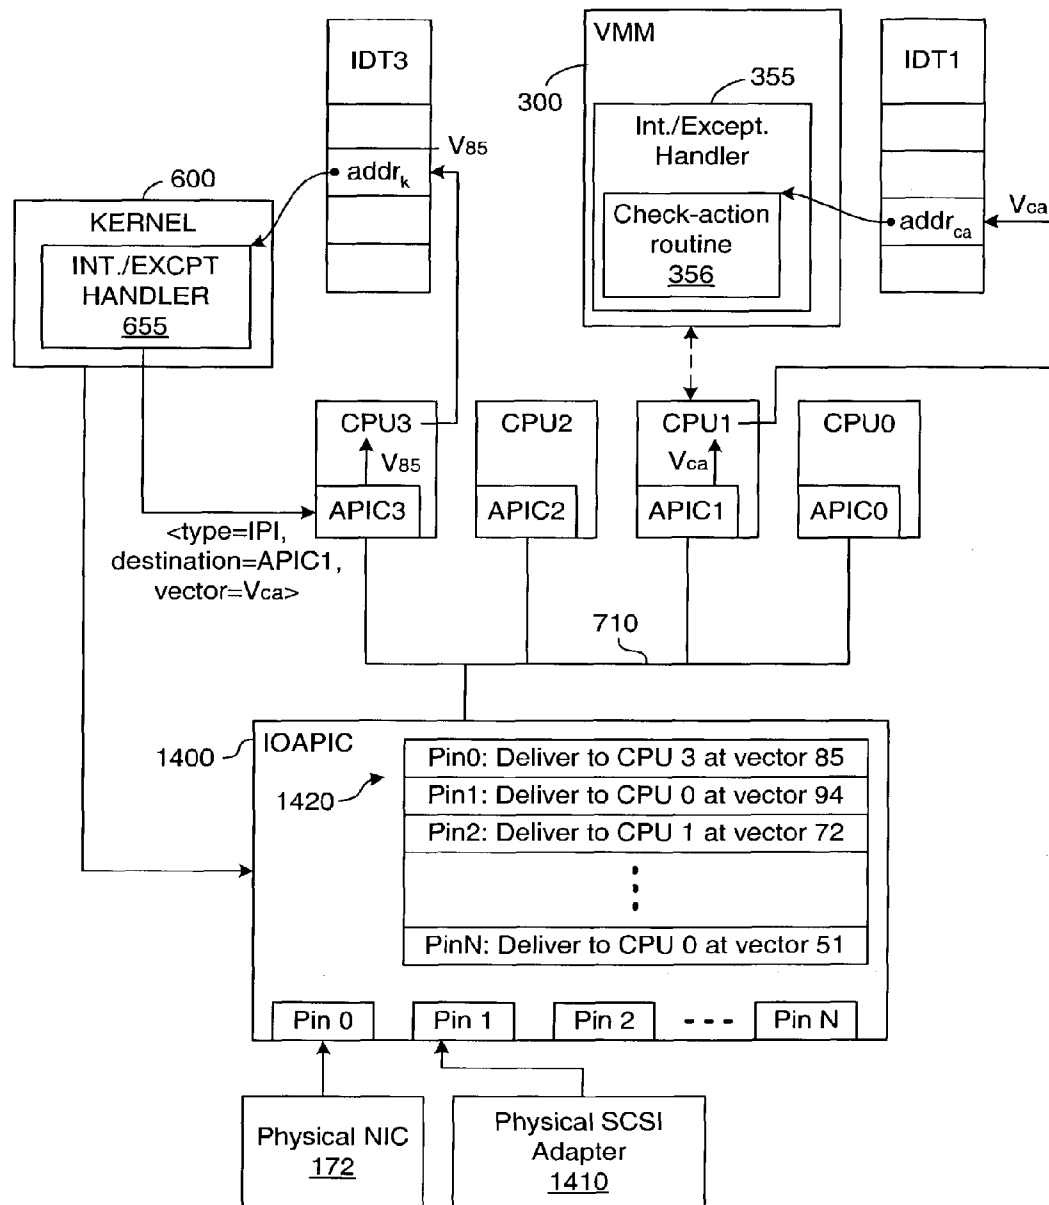 IDT3
V85
addrk
600
KERNEL
INT./EXCPT
HANDLER
655
VMM
300
355
Int./Except.
Handler
Check-action
routine
356
IDT1
addrca
Vca
CPU3
V85
APIC3
CPU2
APIC2
CPU1
Vca
APIC1
CPU0
APIC0
<type=IPI,
destination=APIC1,
vector=Vca>
710
1400
IOAPIC
1420
Pin0: Deliver to CPU 3 at vector 85
Pin1: Deliver to CPU 0 at vector 94
Pin2: Deliver to CPU 1 at vector 72
PinN: Deliver to CPU 0 at vector 51
Pin 0
Pin 1
Pin 2
Pin N
Physical NIC
172
Physical SCSI
Adapter
1410